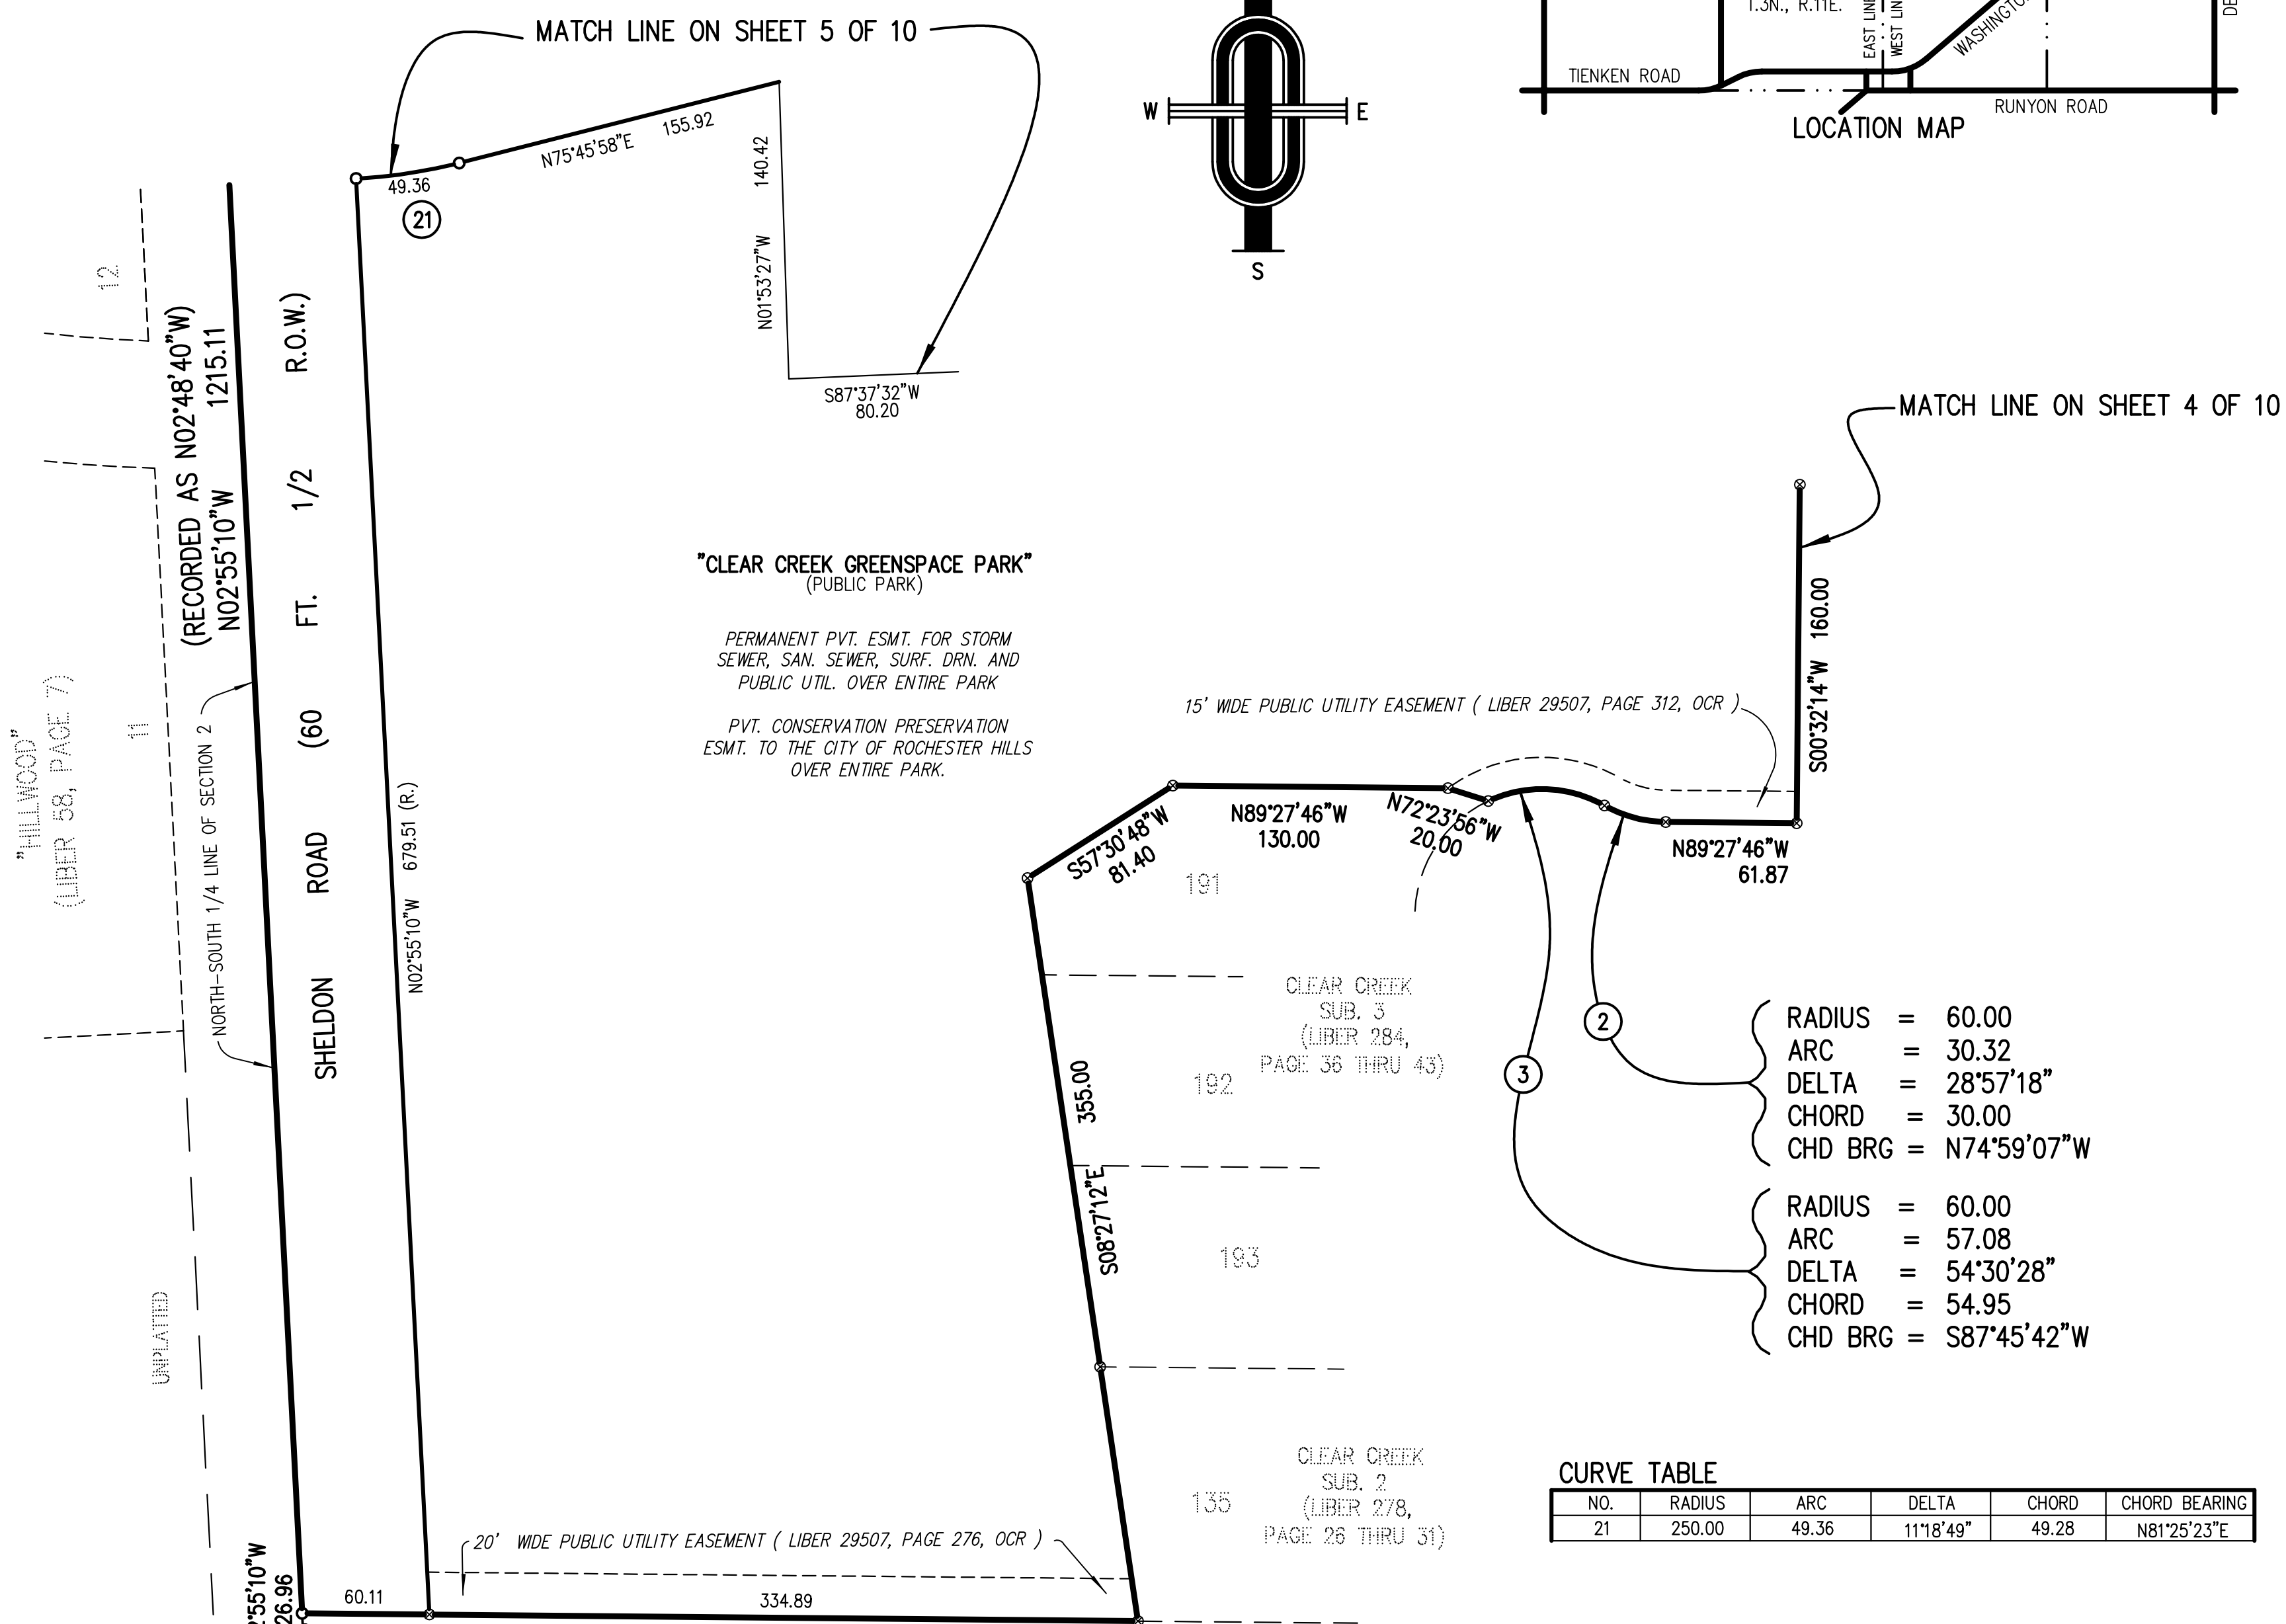 MATCH LINE ON SHEET 5 OF 10
T.3N., R.11E.
EAST LINE
WEST LIN
WASHINGTO
TIENKEN ROAD
RUNYON ROAD
LOCATION MAP
W
E
S
N75°45'58"E 155.92
49.36
21
140.42
N01°53'27"W
S87°37'32"W
80.20
12
11
"HILLWOOD"
(LIBER 58, PAGE 7)
UNPLATTED
(RECORDED AS N02°48'40"W)
N02°55'10"W 1215.11
NORTH-SOUTH 1/4 LINE OF SECTION 2
SHELDON ROAD (60 FT. 1/2 R.O.W.)
N02°55'10"W 679.51 (R.)
MATCH LINE ON SHEET 4 OF 10
"CLEAR CREEK GREENSPACE PARK"
(PUBLIC PARK)
PERMANENT PVT. ESMT. FOR STORM
SEWER, SAN. SEWER, SURF. DRN. AND
PUBLIC UTIL. OVER ENTIRE PARK
PVT. CONSERVATION PRESERVATION
ESMT. TO THE CITY OF ROCHESTER HILLS
OVER ENTIRE PARK.
15' WIDE PUBLIC UTILITY EASEMENT ( LIBER 29507, PAGE 312, OCR )
S00°32'14"W 160.00
S57°30'48"W
81.40
N89°27'46"W
130.00
N72°23'56"W
20.00
N89°27'46"W
61.87
191
CLEAR CREEK
SUB. 3
(LIBER 284,
PAGE 36 THRU 43)
192
193
S08°27'12"E 355.00
2
RADIUS = 60.00
ARC = 30.32
DELTA = 28°57'18"
CHORD = 30.00
CHD BRG = N74°59'07"W
3
RADIUS = 60.00
ARC = 57.08
DELTA = 54°30'28"
CHORD = 54.95
CHD BRG = S87°45'42"W
CLEAR CREEK
SUB. 2
(LIBER 278,
PAGE 26 THRU 31)
135
CURVE TABLE
NO. RADIUS ARC DELTA CHORD CHORD BEARING
21 250.00 49.36 11°18'49" 49.28 N81°25'23"E
20' WIDE PUBLIC UTILITY EASEMENT ( LIBER 29507, PAGE 276, OCR )
60.11
334.89
°55'10"W
26.96